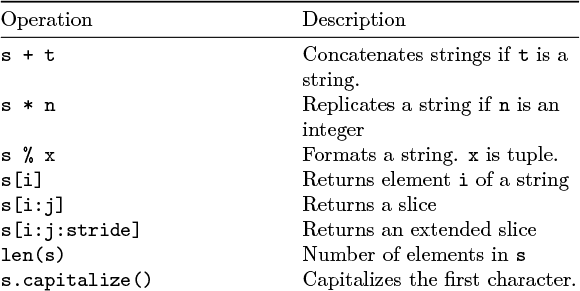 Operation Description
s + t Concatenates strings if t is a
string.
s * n Replicates a string if n is an
integer
s % x Formats a string. x is tuple.
s[i] Returns element i of a string
s[i:j] Returns a slice
s[i:j:stride] Returns an extended slice
len(s) Number of elements in s
s.capitalize() Capitalizes the first character.